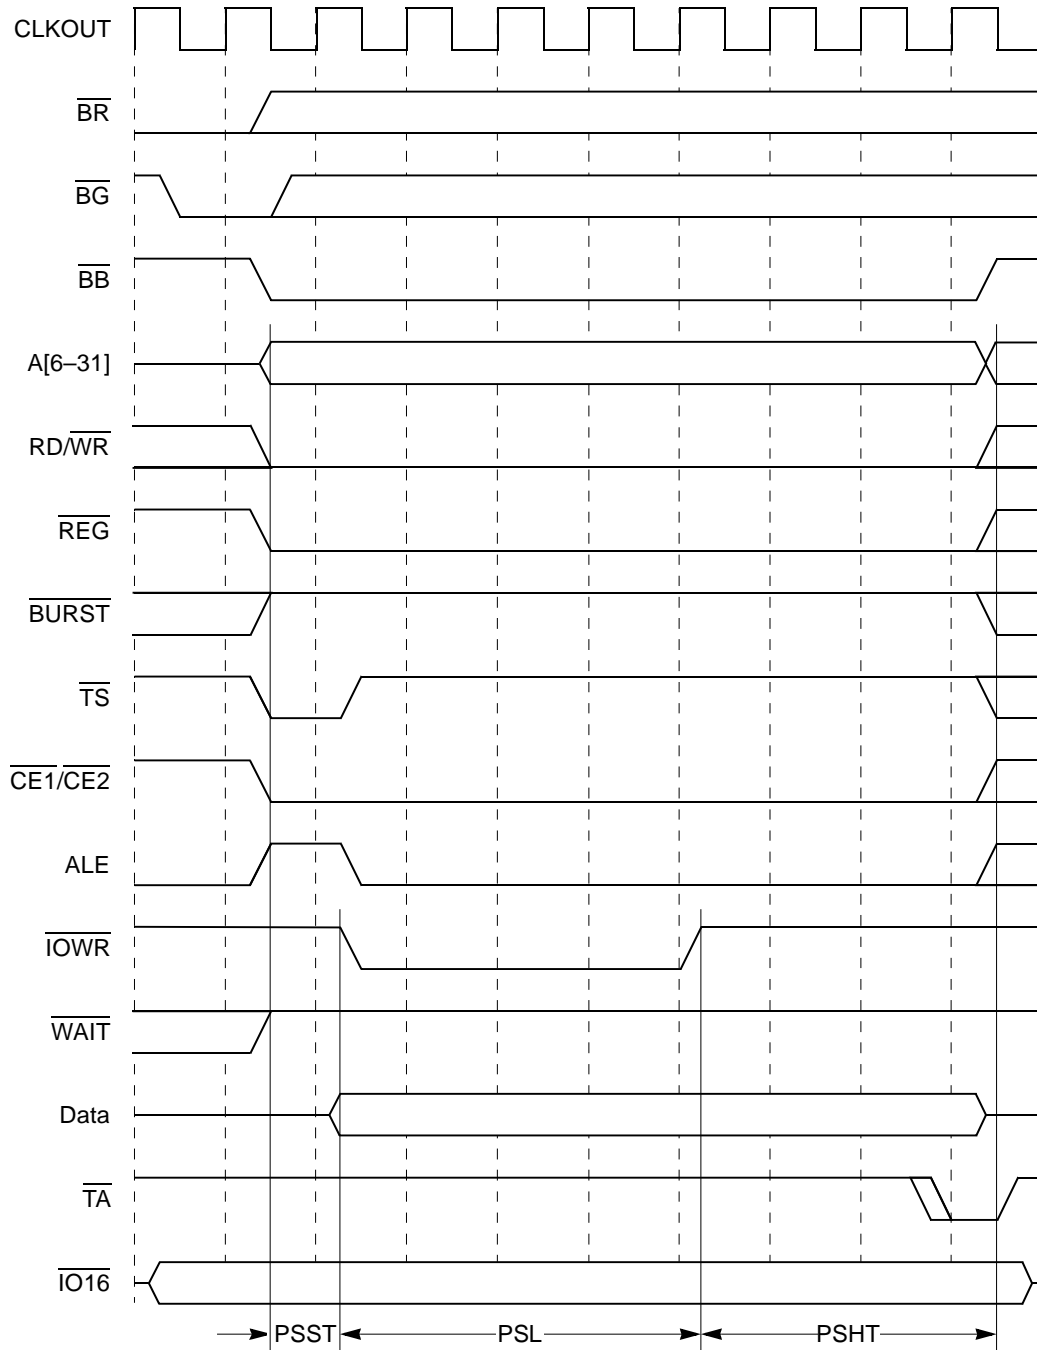 CLKOUT
BR
BG
BB
A[6–31]
RD/WR
REG
BURST
TS
CE1/CE2
ALE
IOWR
WAIT
Data
TA
IO16
PSST
PSL
PSHT